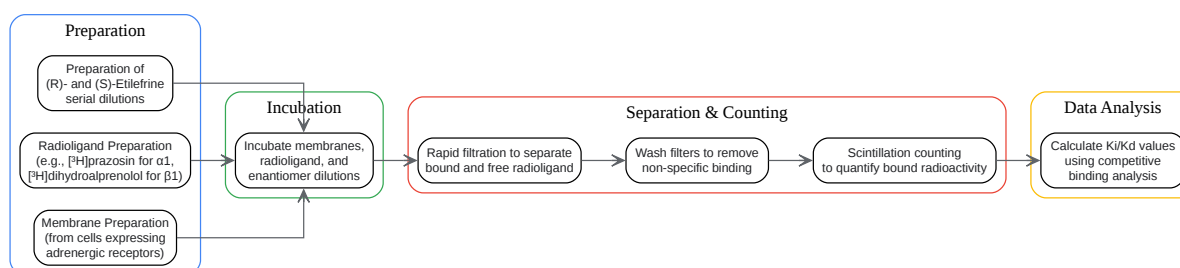 Preparation
Preparation of
(R)- and (S)-Etilefrine
serial dilutions
Radioligand Preparation
(e.g., [³H]prazosin for α1,
[³H]dihydroalprenolol for β1)
Membrane Preparation
(from cells expressing
adrenergic receptors)
Incubation
Incubate membranes,
radioligand, and
enantiomer dilutions
Separation & Counting
Rapid filtration to separate
bound and free radioligand
Wash filters to remove
non-specific binding
Scintillation counting
to quantify bound radioactivity
Data Analysis
Calculate Ki/Kd values
using competitive
binding analysis